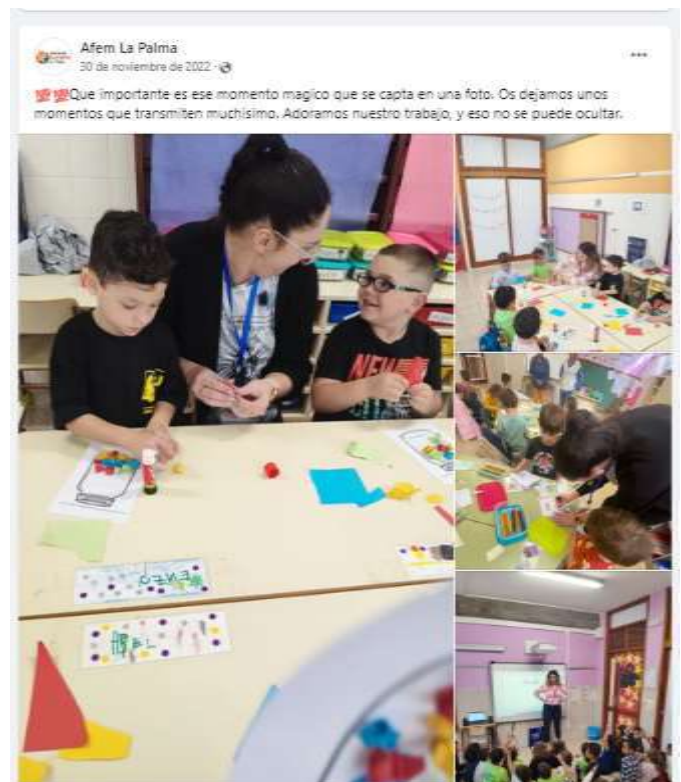 Afem La Palma
30 de noviembre de 2022 ·
💯💯Que importante es ese momento magico que se capta en una foto. Os dejamos unos
momentos que transmiten muchísimo. Adoramos nuestro trabajo, y eso no se puede ocultar.
NEW
ENZO